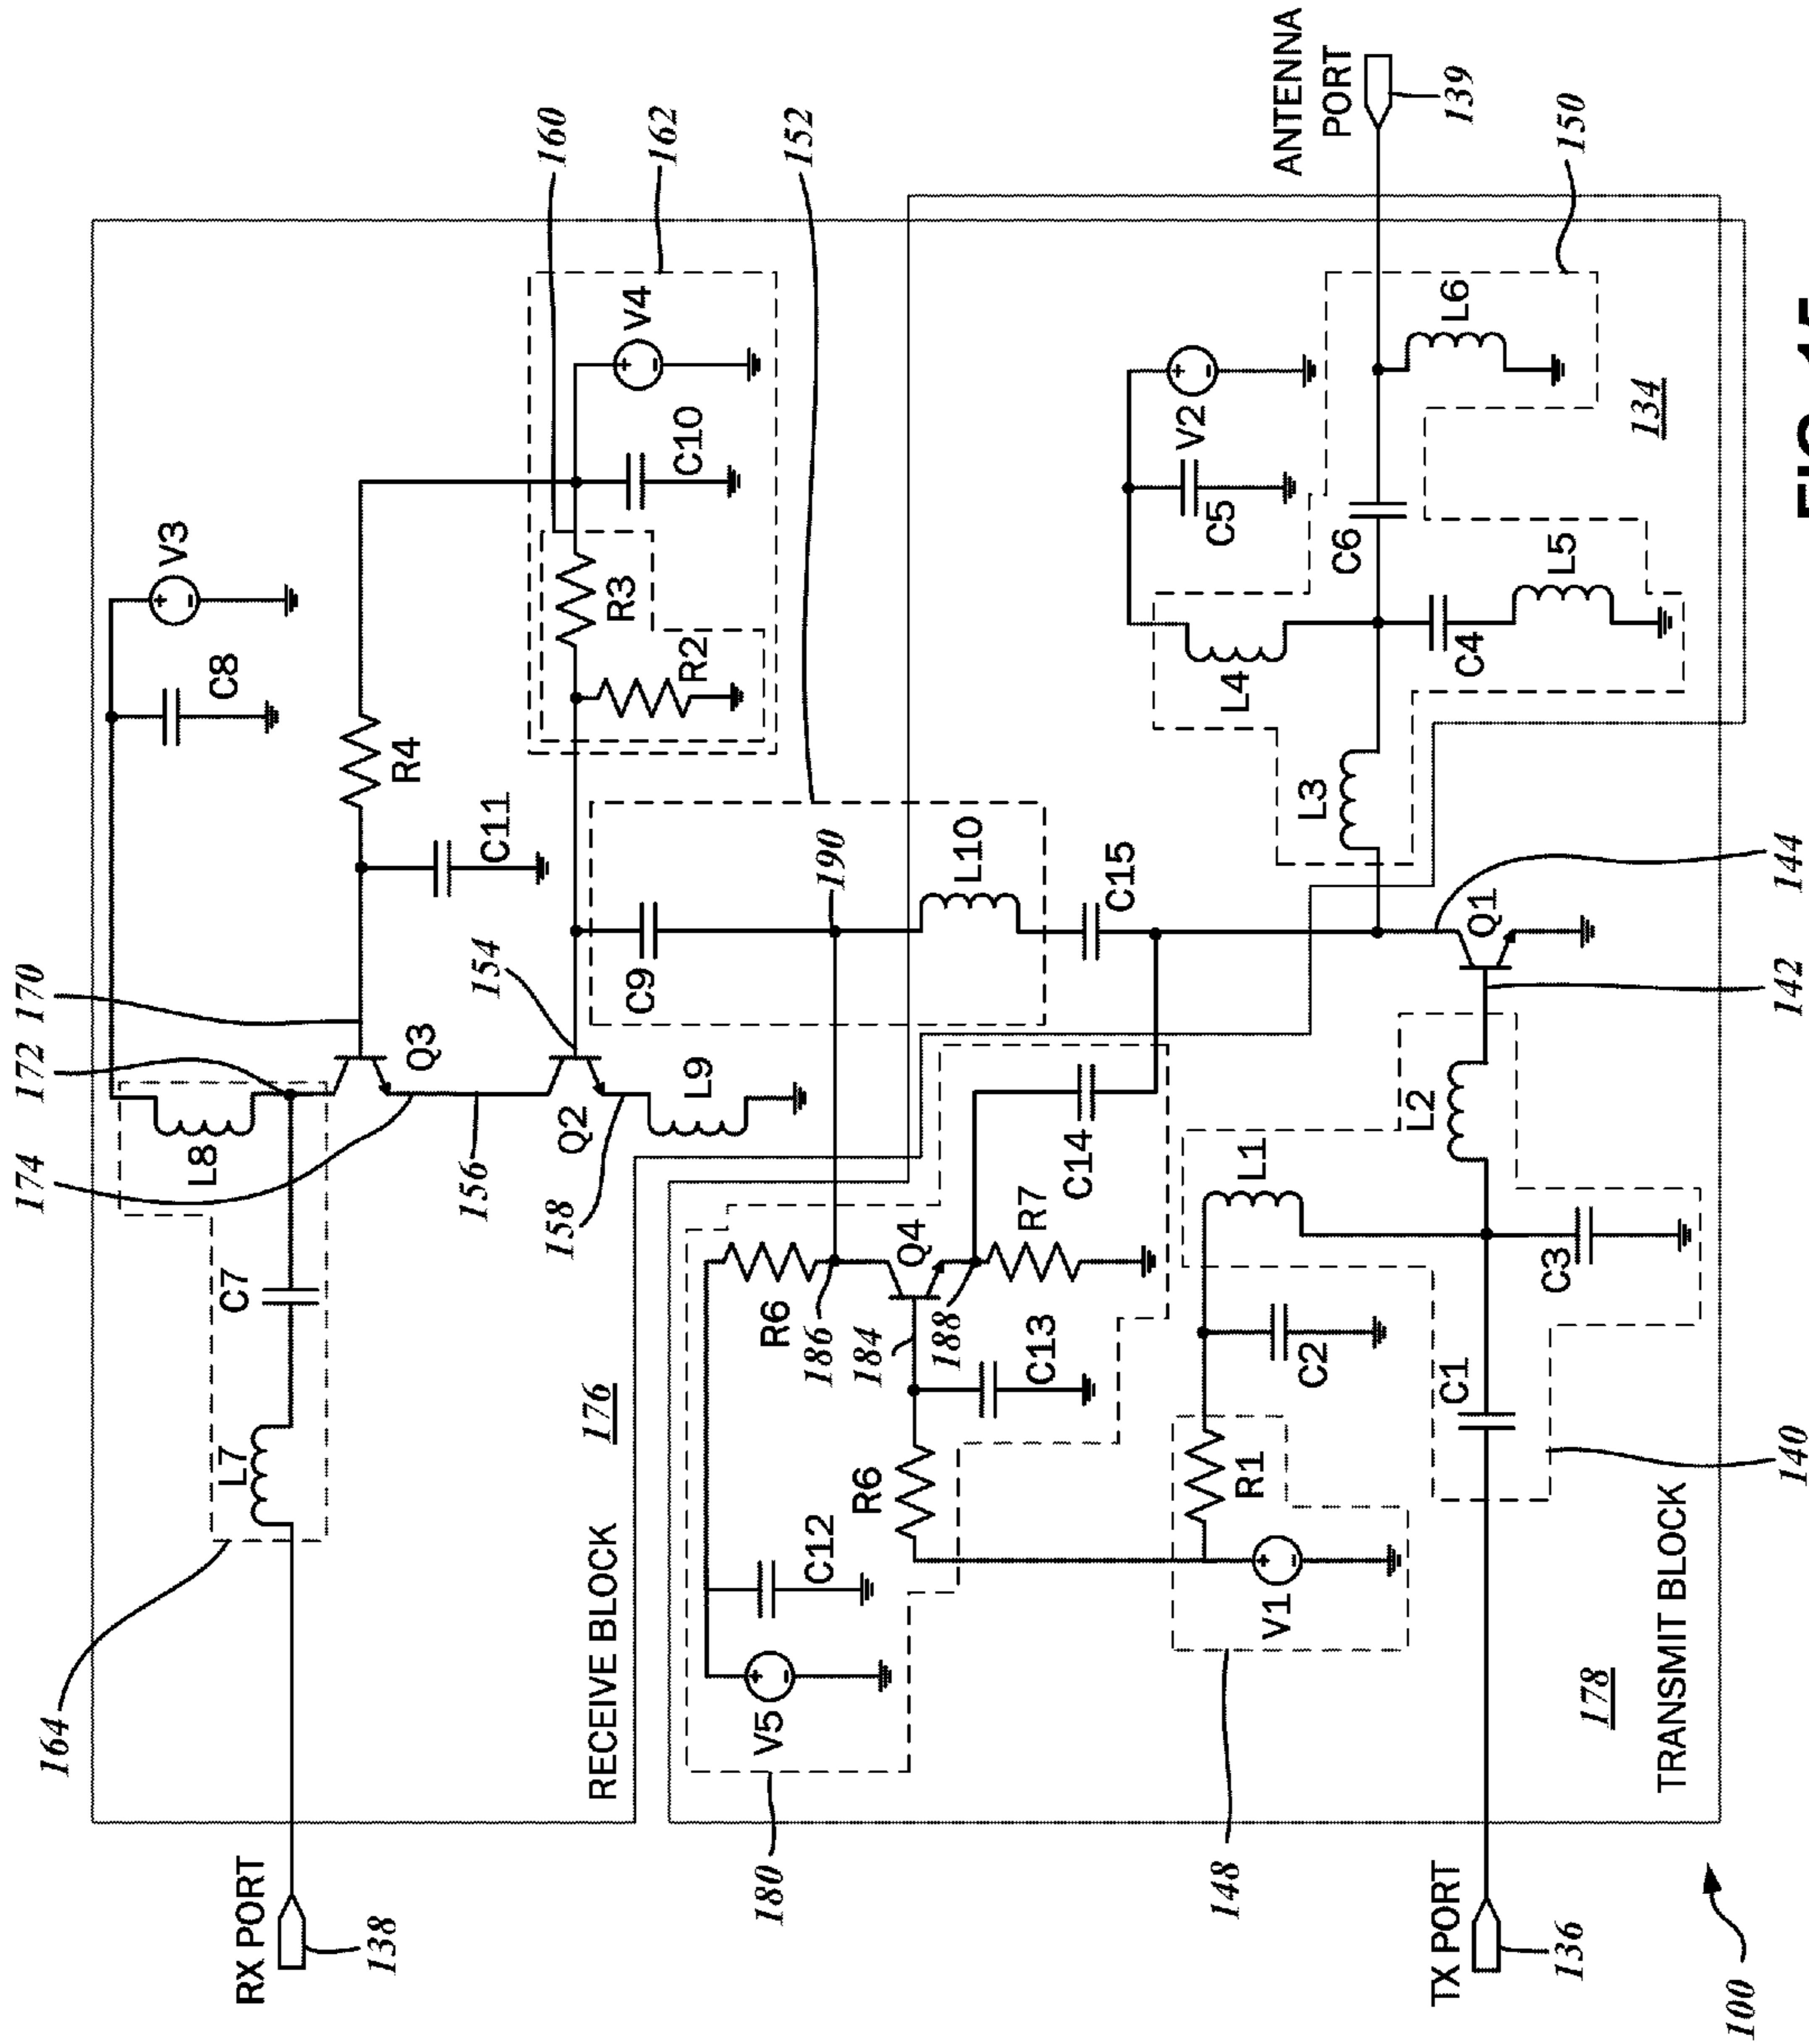 RX PORT
138
164
L7
C7
L8
174
172
170
Q3
C8
V3
R4
C11
156
158
Q2
L9
154
R3
R2
C10
V4
160
162
152
C9
190
L10
C15
RECEIVE BLOCK
176
180
V5
C12
R6
R6
186
184
188
Q4
R7
C13
C14
148
V1
R1
C2
L1
L2
C1
C3
140
142
144
Q1
L3
L4
C5
V2
C6
C4
L5
L6
134
150
ANTENNA
PORT
139
TX PORT
136
178
TRANSMIT BLOCK
100